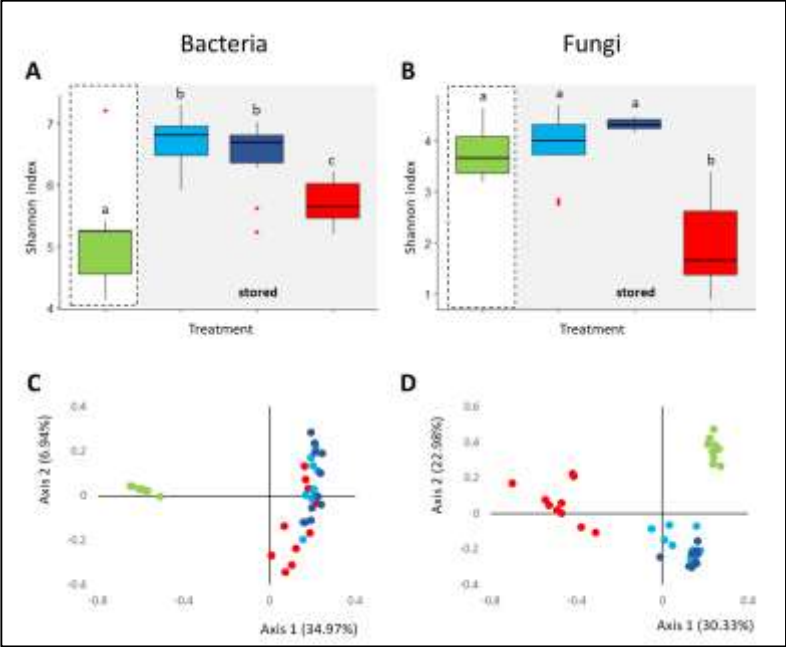 Bacteria
Fungi
A
B
b
b
c
a
7
6
5
4
Shannon index
stored
Treatment
a
a
a
b
4
3
2
1
Shannon index
stored
Treatment
C
D
0.4
0.2
0
-0.2
-0.4
-0.8
-0.4
0
0.4
Axis 2 (6.94%)
Axis 1 (34.97%)
0.6
0.4
0.2
0
-0.2
-0.4
-0.8
-0.4
0
0.4
Axis 2 (22.98%)
Axis 1 (30.33%)